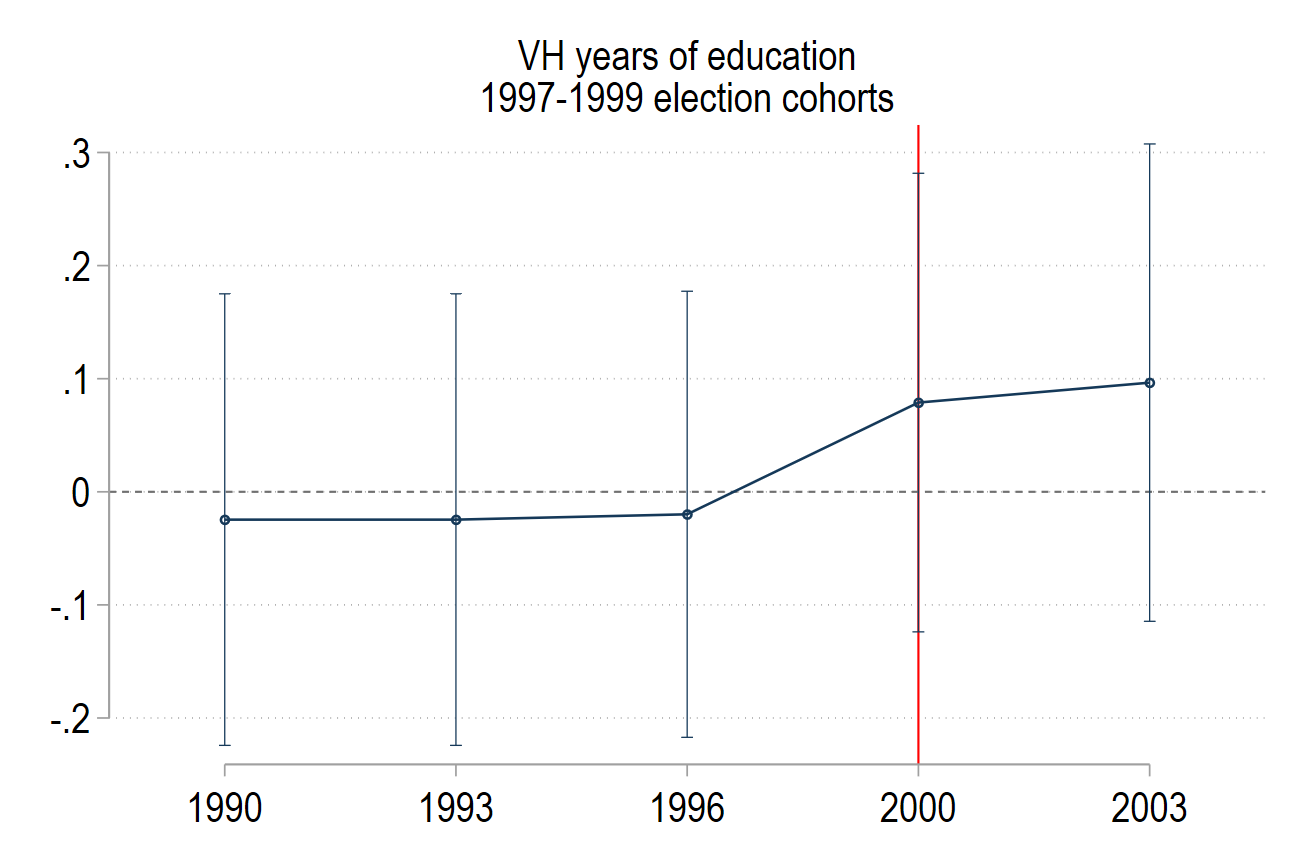 VH years of education
1997-1999 election cohorts
.3
.2
.1
0
-.1
-.2
1990 1993 1996 2000 2003